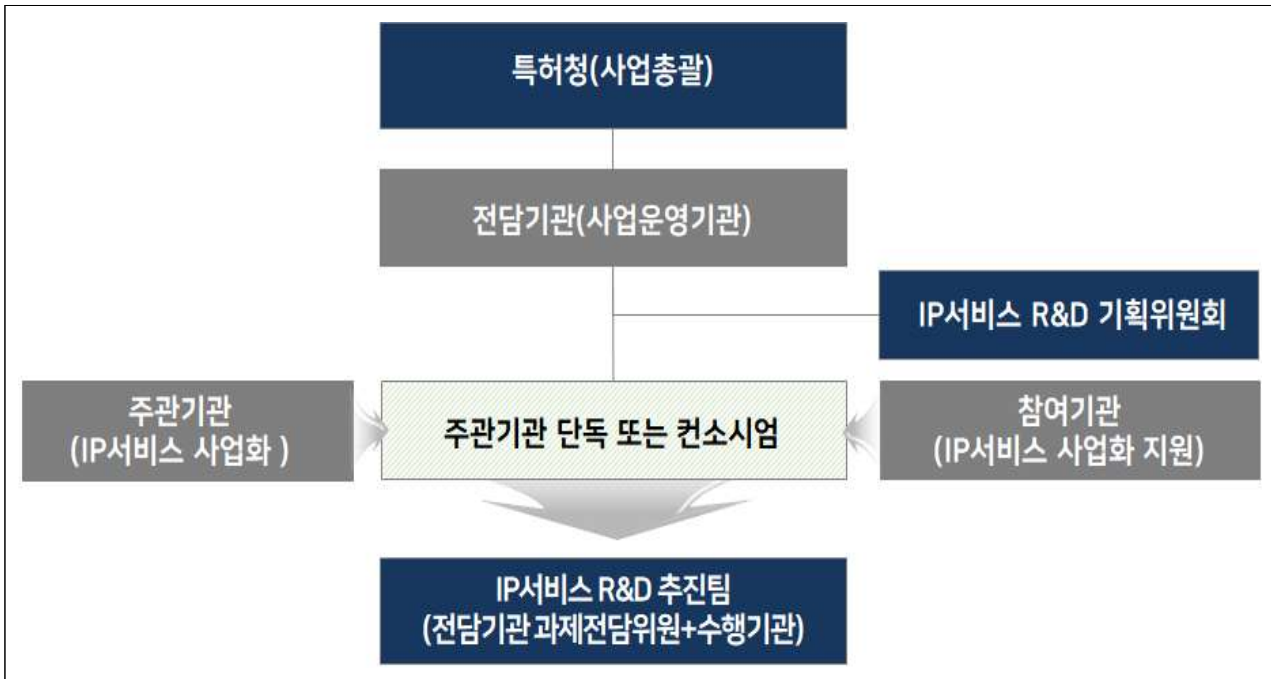 특허청(사업총괄)
전담기관(사업운영기관)
IP서비스 R&D 기획위원회
주관기관
(IP서비스 사업화 )
주관기관 단독 또는 컨소시엄
참여기관
(IP서비스 사업화 지원)
IP서비스 R&D 추진팀
(전담기관 과제전담위원+수행기관)